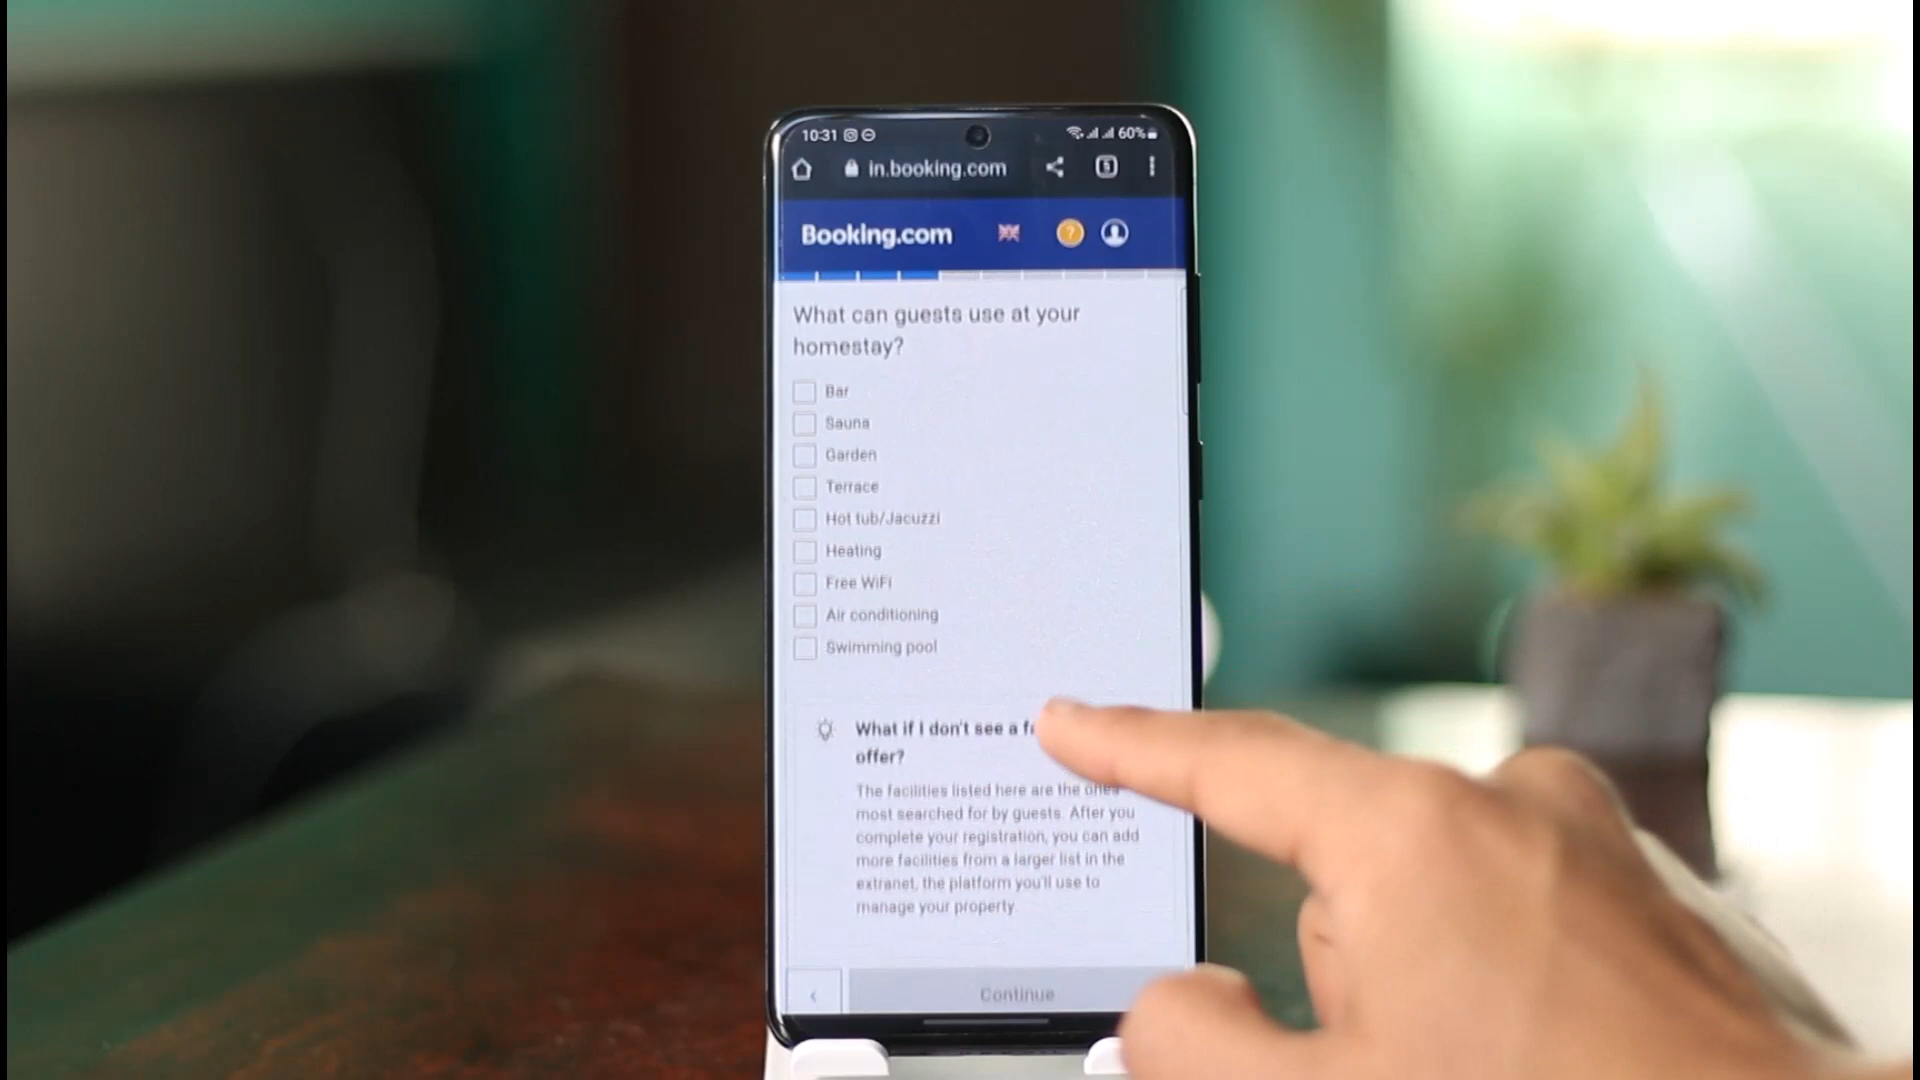 10:31 60%
in.booking.com 5
Booking.com ?
What can guests use at your
homestay?
Bar
Sauna
Garden
Terrace
Hot tub/Jacuzzi
Heating
Free WiFi
Air conditioning
Swimming pool
What if I don't see a
offer?
The facilities listed here are the ones
most searched for by guests. After you
complete your registration, you can add
more facilities from a larger list in the
extranet, the platform you'll use to
manage your property.
Continue